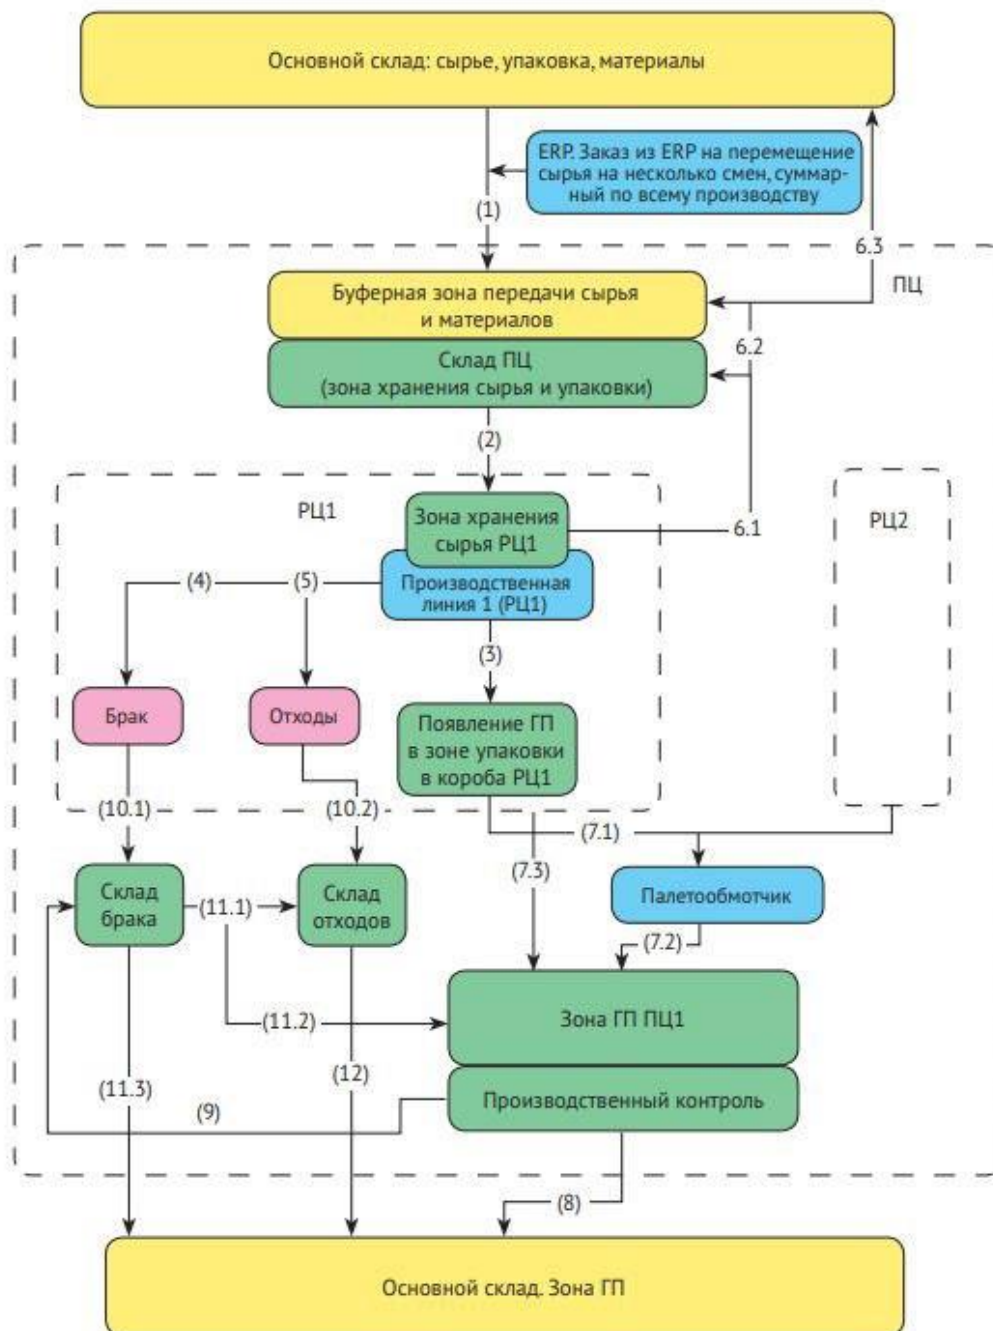 Основной склад: сырье, упаковка, материалы
ERP. Заказ из ERP на перемещение
сырья на несколько смен, суммар-
ный по всему производству
(1)
6.3
ПЦ
Буферная зона передачи сырья
и материалов
6.2
Склад ПЦ
(зона хранения сырья и упаковки)
(2)
РЦ1
Зона хранения
сырья РЦ1
6.1
РЦ2
(4)
(5)
Производственная
линия 1 (РЦ1)
(3)
Брак
Отходы
Появление ГП
в зоне упаковки
в короба РЦ1
(10.1)
(10.2)
(7.1)
(7.3)
Склад
брака
(11.1)
Склад
отходов
Палетообмотчик
(7.2)
(11.2)
Зона ГП ПЦ1
(11.3)
(12)
(9)
Производственный контроль
(8)
Основной склад. Зона ГП